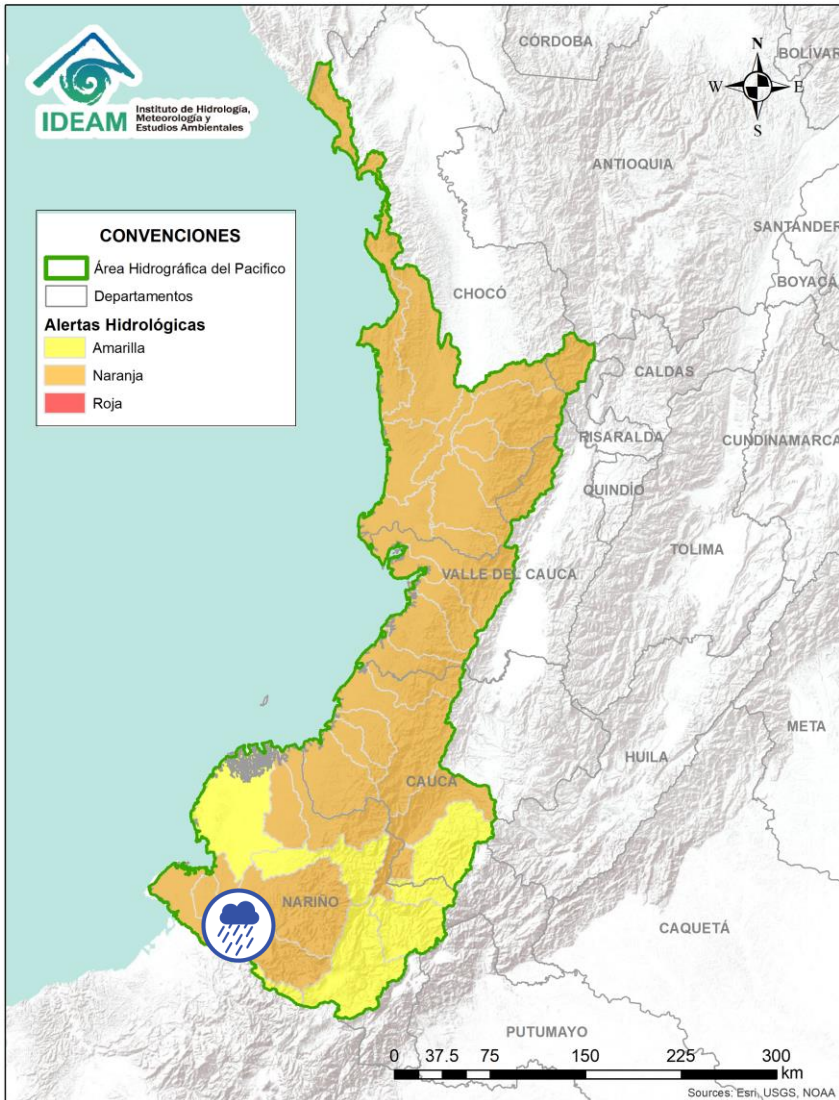 IDEAM
Instituto de Hidrología,
Meteorología y
Estudios Ambientales
N
W
E
S
CÓRDOBA
BOLÍVAR
ANTIOQUIA
SANTANDER
BOYACÁ
CONVENCIONES
Área Hidrográfica del Pacifico
Departamentos
Alertas Hidrológicas
Amarilla
Naranja
Roja
CHOCÓ
CALDAS
RISARALDA
CUNDINAMARCA
QUINDÍO
TOLIMA
VALLE DEL CAUCA
META
HUILA
CAUCA
NARIÑO
CAQUETÁ
PUTUMAYO
0 37.5 75 150 225 300
km
Sources: Esri, USGS, NOAA